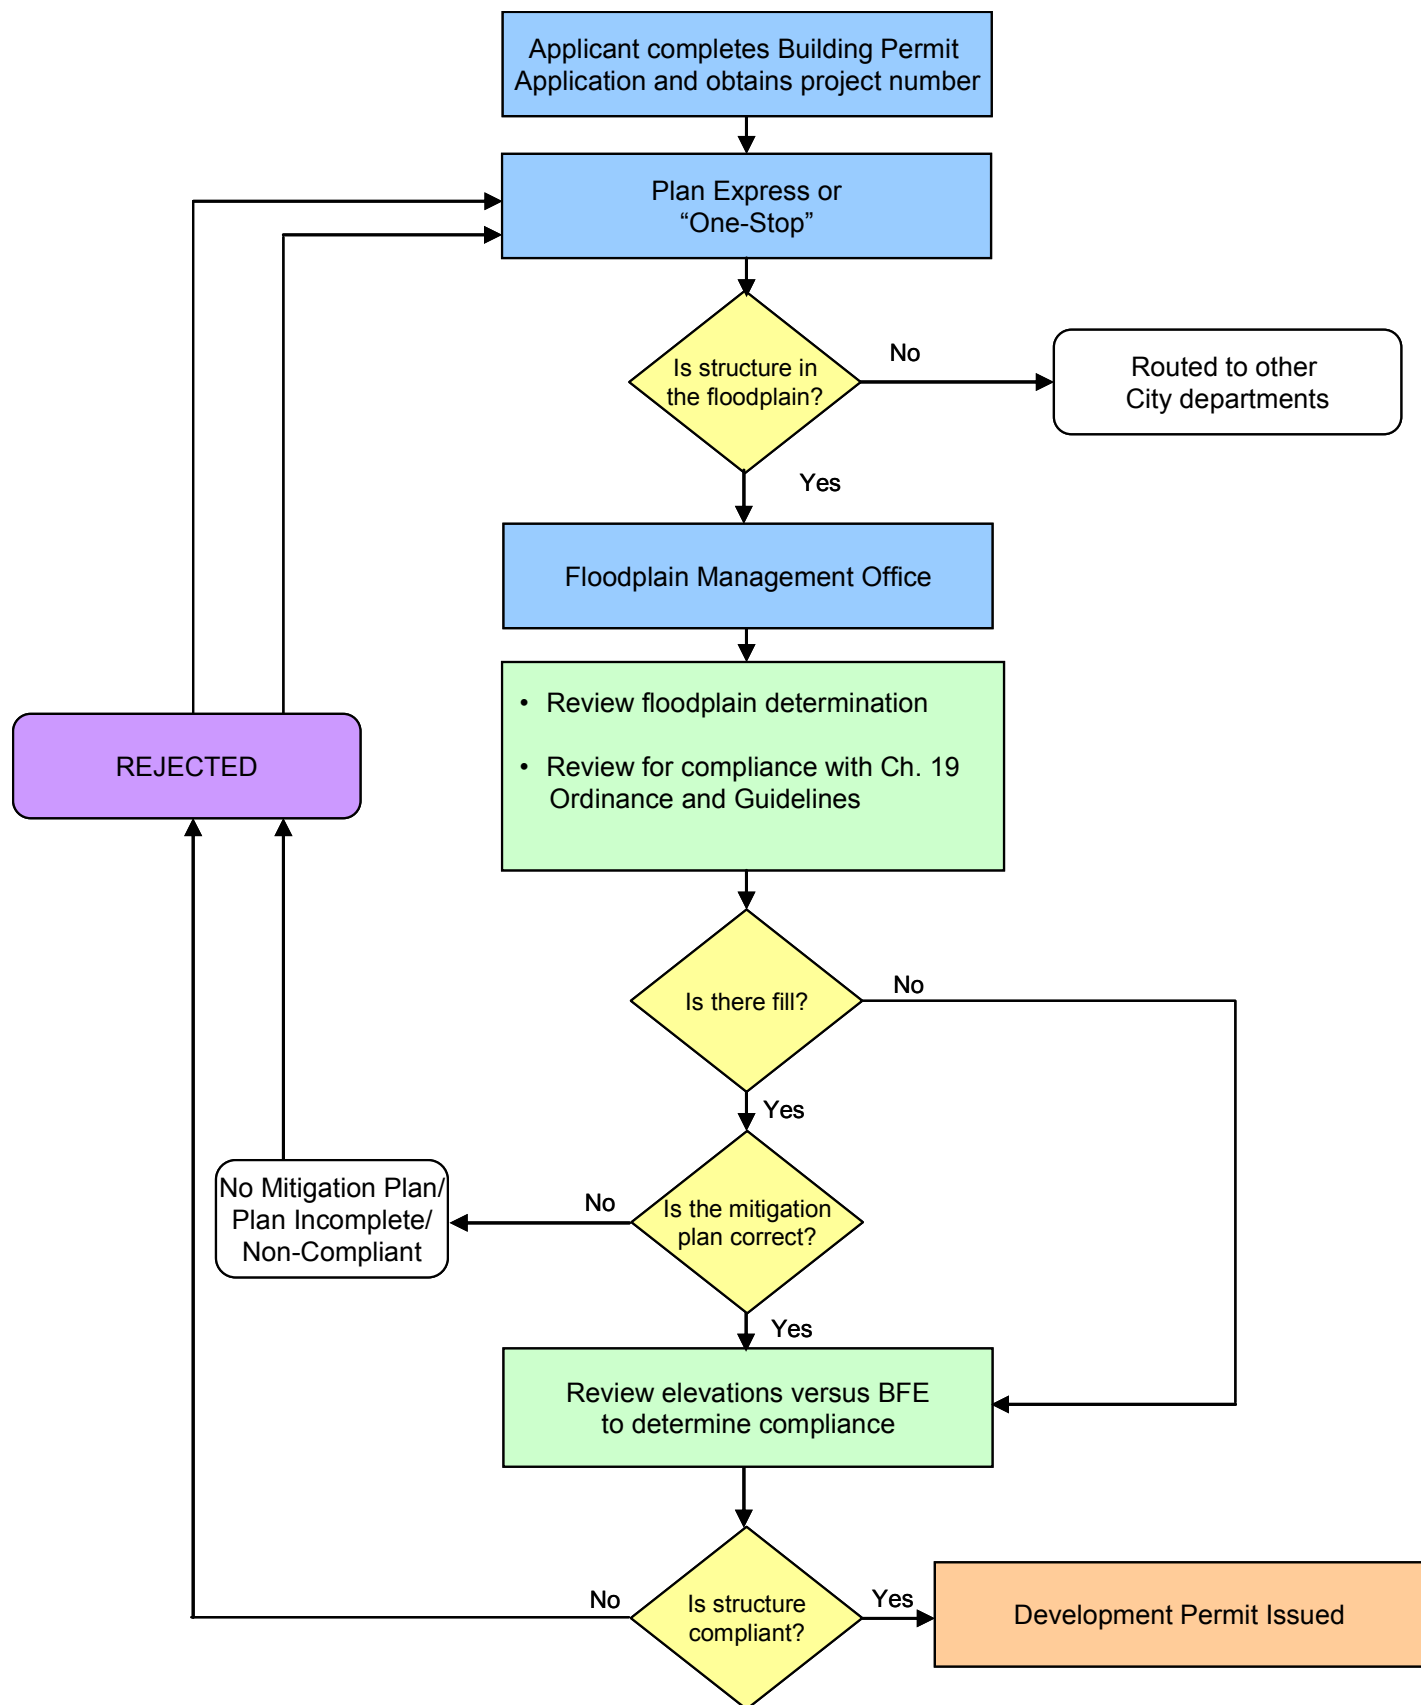 Applicant completes Building Permit
Application and obtains project number
Plan Express or
“One-Stop”
Is structure in
the floodplain?
No
Routed to other
City departments
Yes
Floodplain Management Office
• Review floodplain determination
• Review for compliance with Ch. 19
Ordinance and Guidelines
REJECTED
Is there fill?
No
Yes
No Mitigation Plan/
Plan Incomplete/
Non-Compliant
No
Is the mitigation
plan correct?
Yes
Review elevations versus BFE
to determine compliance
No
Is structure
compliant?
Yes
Development Permit Issued